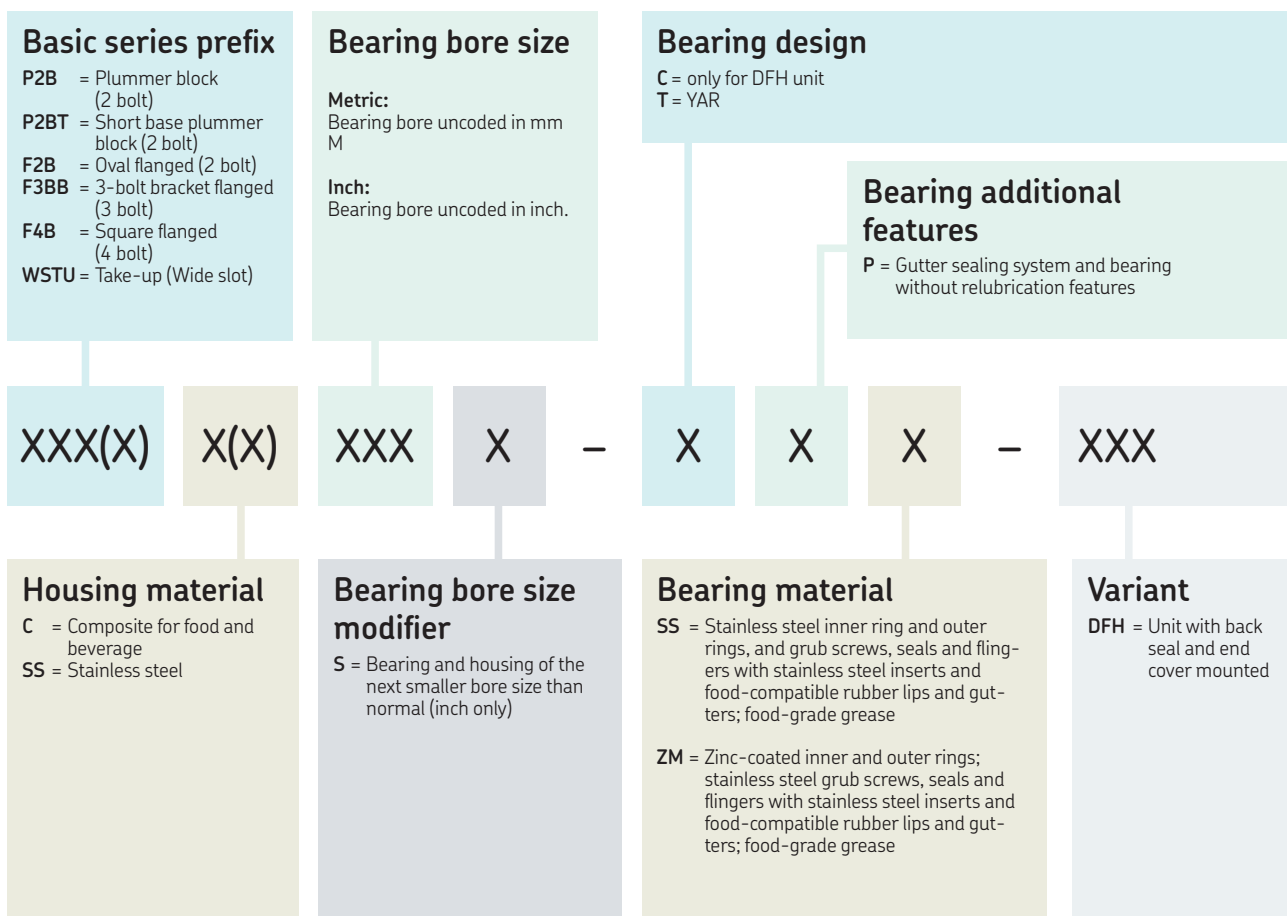 Basic series prefix
P2B = Plummer block
(2 bolt)
P2BT = Short base plummer
block (2 bolt)
F2B = Oval flanged (2 bolt)
F3BB = 3-bolt bracket flanged
(3 bolt)
F4B = Square flanged
(4 bolt)
WSTU = Take-up (Wide slot)
Bearing bore size
Metric:
Bearing bore uncoded in mm
M
Inch:
Bearing bore uncoded in inch.
Bearing design
C = only for DFH unit
T = YAR
Bearing additional
features
P = Gutter sealing system and bearing
without relubrication features
XXX(X) X(X) XXX X – X X X – XXX
Housing material
C = Composite for food and
beverage
SS = Stainless steel
Bearing bore size
modifier
S = Bearing and housing of the
next smaller bore size than
normal (inch only)
Bearing material
SS = Stainless steel inner ring and outer
rings, and grub screws, seals and fling-
ers with stainless steel inserts and
food-compatible rubber lips and gut-
ters; food-grade grease
ZM = Zinc-coated inner and outer rings;
stainless steel grub screws, seals and
flingers with stainless steel inserts and
food-compatible rubber lips and gut-
ters; food-grade grease
Variant
DFH = Unit with back
seal and end
cover mounted